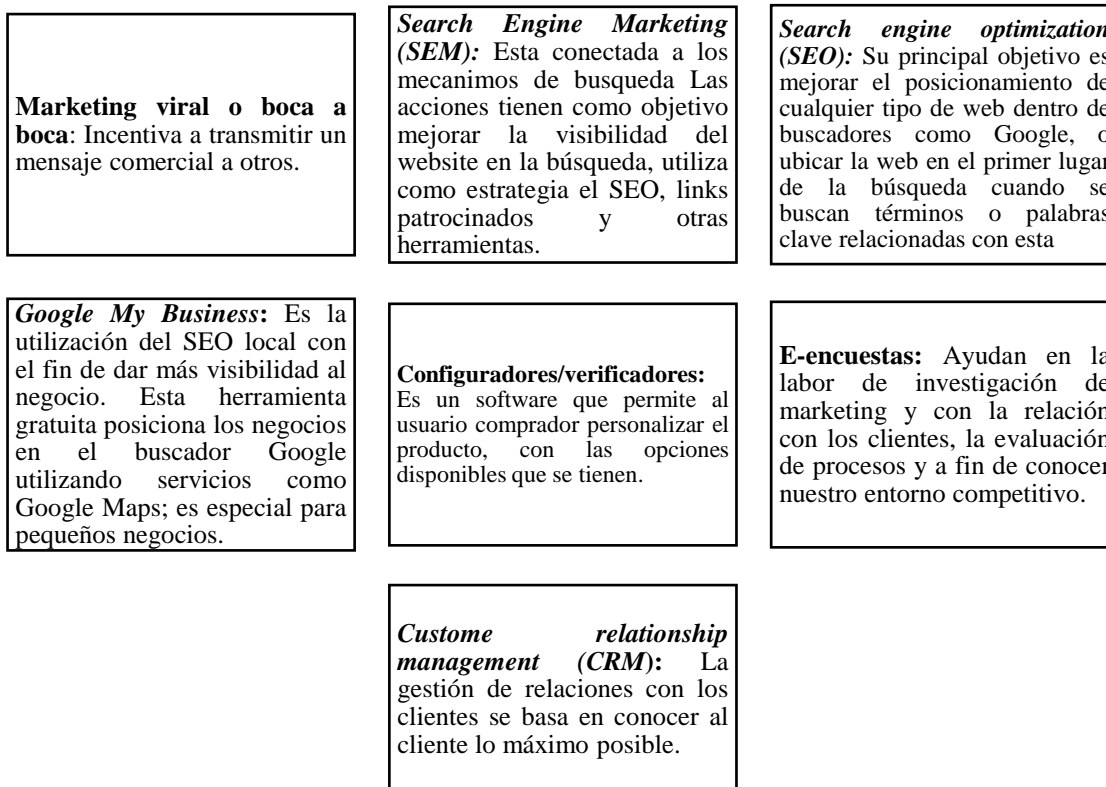 Marketing viral o boca a
boca: Incentiva a transmitir un
mensaje comercial a otros.
Search Engine Marketing
(SEM): Esta conectada a los
mecanimos de busqueda Las
acciones tienen como objetivo
mejorar la visibilidad del
website en la búsqueda, utiliza
como estrategia el SEO, links
patrocinados y otras
herramientas.
Search engine optimization
(SEO): Su principal objetivo es
mejorar el posicionamiento de
cualquier tipo de web dentro de
buscadores como Google, o
ubicar la web en el primer lugar
de la búsqueda cuando se
buscan términos o palabras
clave relacionadas con esta
Google My Business: Es la
utilización del SEO local con
el fin de dar más visibilidad al
negocio. Esta herramienta
gratuita posiciona los negocios
en el buscador Google
utilizando servicios como
Google Maps; es especial para
pequeños negocios.
Configuradores/verificadores:
Es un software que permite al
usuario comprador personalizar el
producto, con las opciones
disponibles que se tienen.
E-encuestas: Ayudan en la
labor de investigación de
marketing y con la relación
con los clientes, la evaluación
de procesos y a fin de conocer
nuestro entorno competitivo.
Custome relationship
management (CRM): La
gestión de relaciones con los
clientes se basa en conocer al
cliente lo máximo posible.